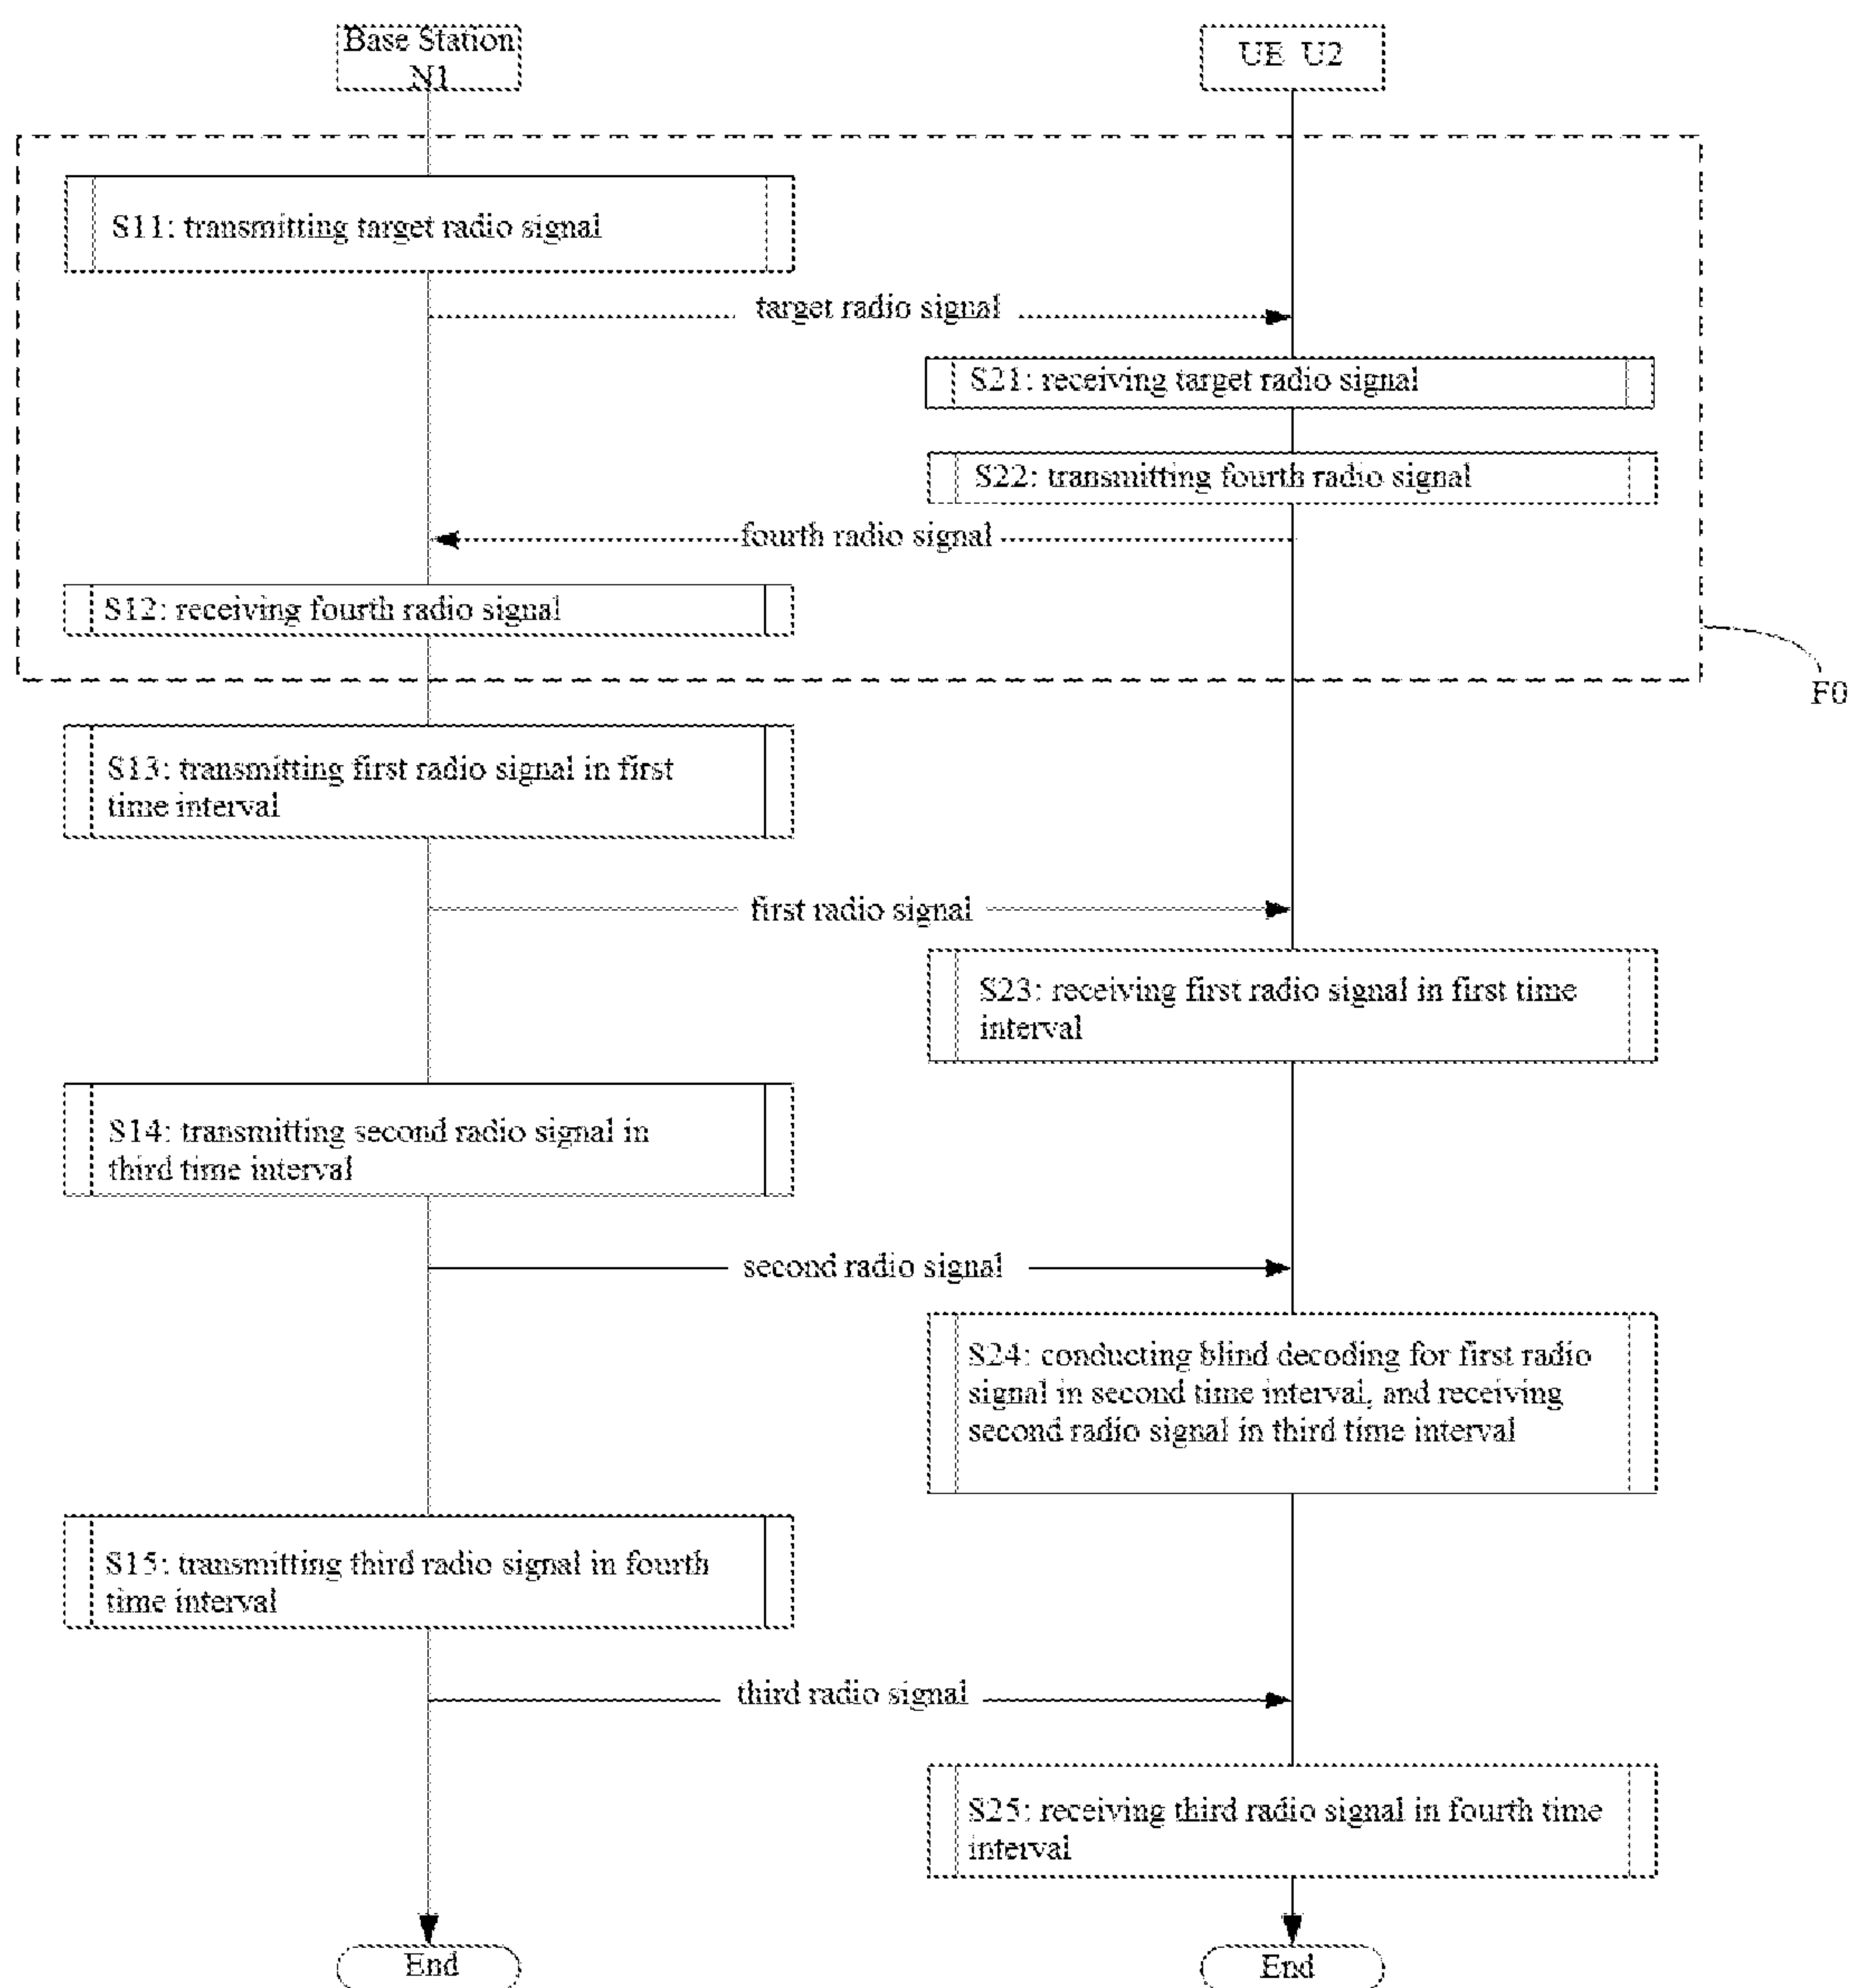 Base Station
N1
UE U2
S11: transmitting target radio signal
target radio signal
S21: receiving target radio signal
S22: transmitting fourth radio signal
fourth radio signal
S12: receiving fourth radio signal
F0
S13: transmitting first radio signal in first
time interval
first radio signal
S23: receiving first radio signal in first time
interval
S14: transmitting second radio signal in
third time interval
second radio signal
S24: conducting blind decoding for first radio
signal in second time interval, and receiving
second radio signal in third time interval
S15: transmitting third radio signal in fourth
time interval
third radio signal
S25: receiving third radio signal in fourth time
interval
End
End